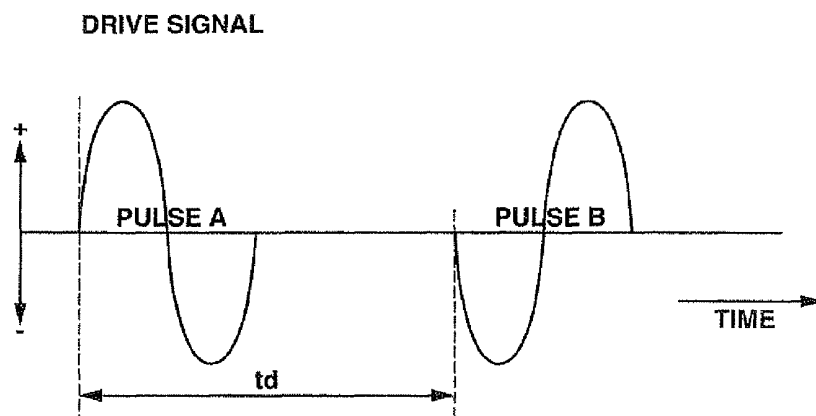 DRIVE SIGNAL
+
PULSE A
PULSE B
-
TIME
td